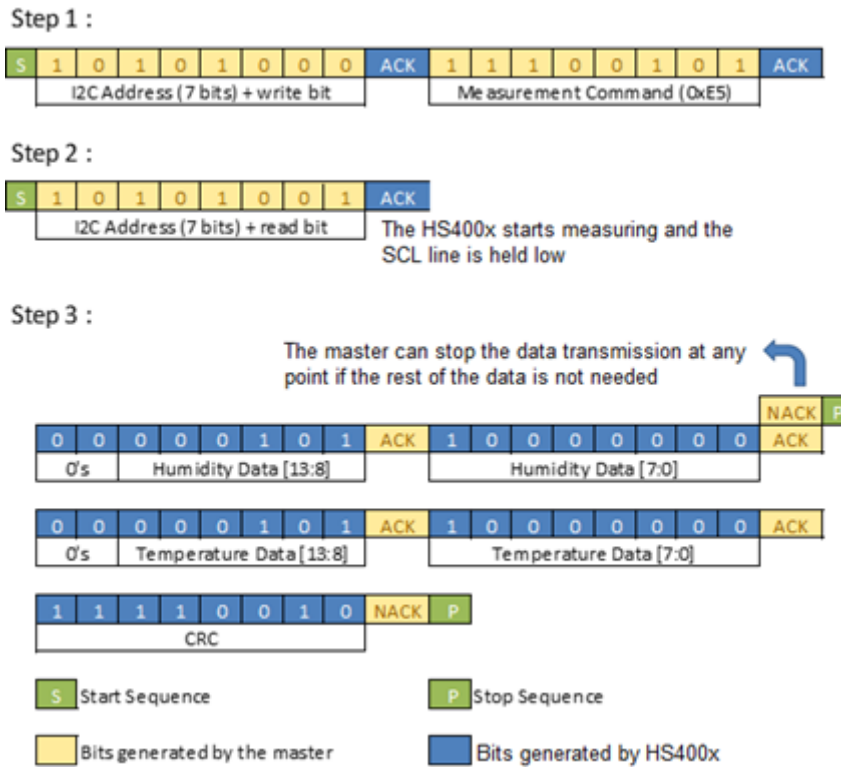 Step 1 :
S 1 0 1 0 1 0 0 0 ACK 1 1 1 0 0 1 0 1 ACK
I2C Address (7 bits) + write bit Measurement Command (0xE5)
Step 2 :
S 1 0 1 0 1 0 0 1 ACK
I2C Address (7 bits) + read bit
The HS400x starts measuring and the
SCL line is held low
Step 3 :
The master can stop the data transmission at any
point if the rest of the data is not needed
NACK P
0 0 0 0 0 1 0 1 ACK 1 0 0 0 0 0 0 0 ACK
0's Humidity Data [13:8] Humidity Data [7:0]
0 0 0 0 0 1 0 1 ACK 1 0 0 0 0 0 0 0 ACK
0's Temperature Data [13:8] Temperature Data [7:0]
1 1 1 1 0 0 1 0 NACK P
CRC
S Start Sequence P Stop Sequence
Bits generated by the master Bits generated by HS400x